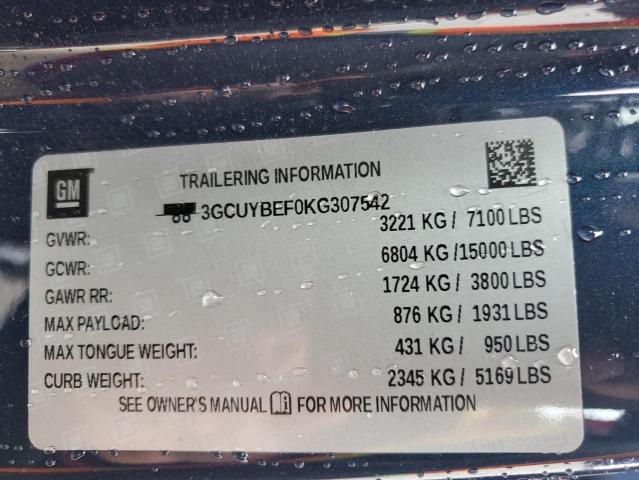 GM
TRAILERING INFORMATION
3GCUYBEF0KG307542
GVWR: 3221 KG / 7100 LBS
GCWR: 6804 KG /15000 LBS
GAWR RR: 1724 KG / 3800 LBS
MAX PAYLOAD: 876 KG / 1931 LBS
MAX TONGUE WEIGHT: 431 KG / 950 LBS
CURB WEIGHT: 2345 KG / 5169 LBS
SEE OWNER'S MANUAL FOR MORE INFORMATION